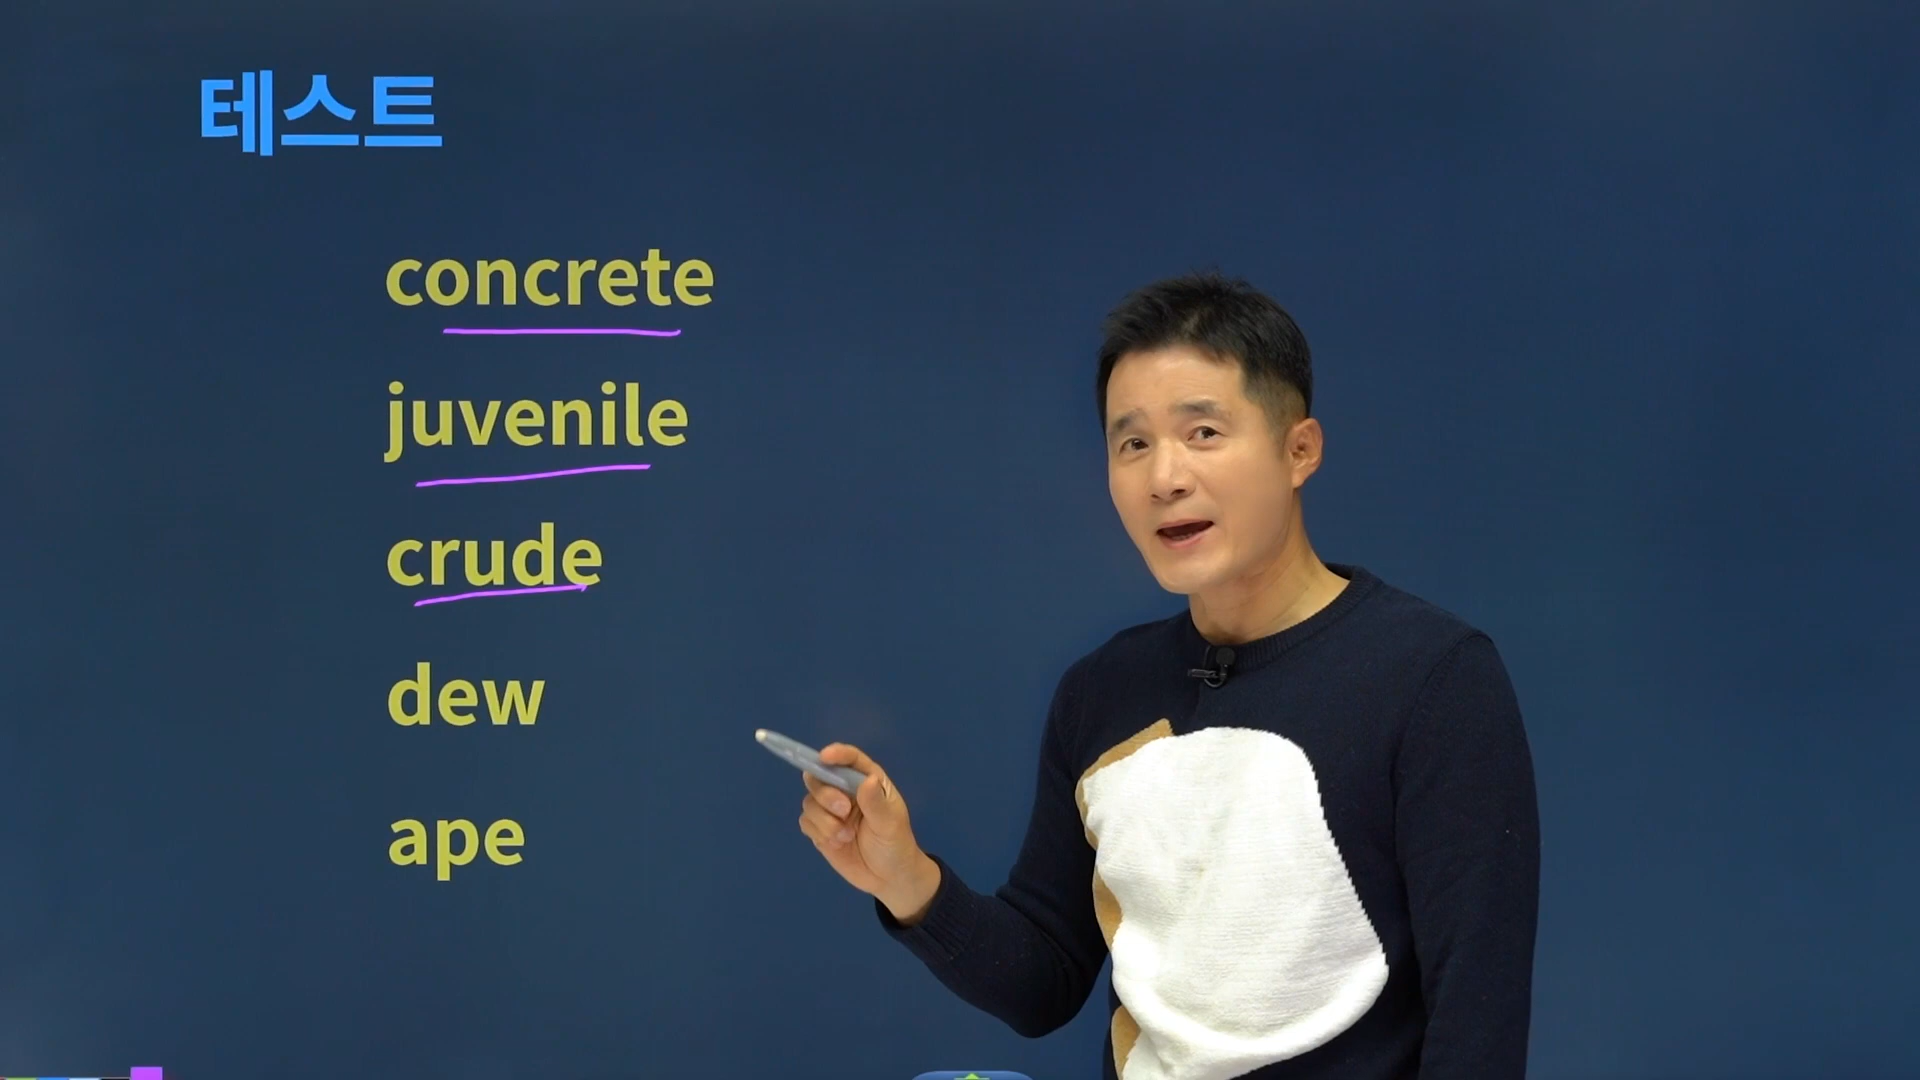 테스트
concrete
juvenile
crude
dew
ape